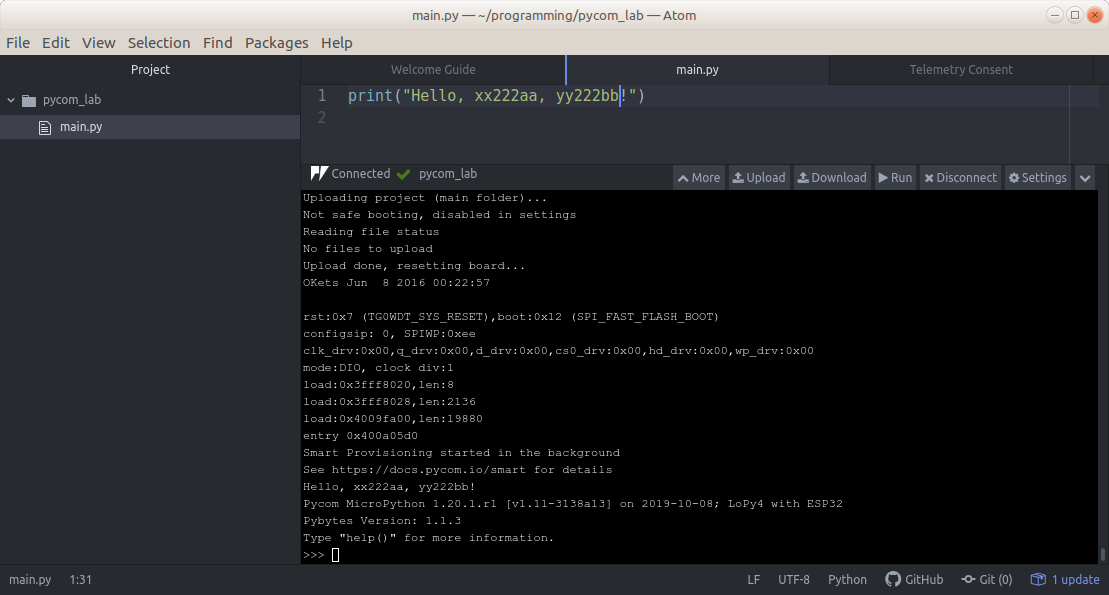 main.py — ~/programming/pycom_lab — Atom
File Edit View Selection Find Packages Help
Project
Welcome Guide
main.py
Telemetry Consent
pycom_lab
main.py
1 print("Hello, xx222aa, yy222bb!")
2
Connected pycom_lab
More Upload Download Run Disconnect Settings
Uploading project (main folder)...
Not safe booting, disabled in settings
Reading file status
No files to upload
Upload done, resetting board...
OKets Jun  8 2016 00:22:57
rst:0x7 (TG0WDT_SYS_RESET),boot:0x12 (SPI_FAST_FLASH_BOOT)
configsip: 0, SPIWP:0xee
clk_drv:0x00,q_drv:0x00,d_drv:0x00,cs0_drv:0x00,hd_drv:0x00,wp_drv:0x00
mode:DIO, clock div:1
load:0x3fff8020,len:8
load:0x3fff8028,len:2136
load:0x4009fa00,len:19880
entry 0x400a05d0
Smart Provisioning started in the background
See https://docs.pycom.io/smart for details
Hello, xx222aa, yy222bb!
Pycom MicroPython 1.20.1.r1 [v1.11-3138a13] on 2019-10-08; LoPy4 with ESP32
Pybytes Version: 1.1.3
Type "help()" for more information.
>>>
main.py 1:31 LF UTF-8 Python GitHub Git (0) 1 update